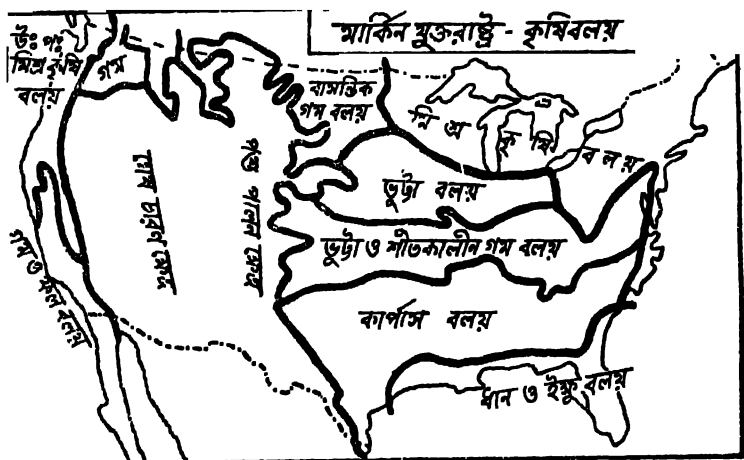 মার্কিন যুক্তরাষ্ট্র - কৃষিবলয়
উঃ পঃ
মিশ্র কৃষি
বলয়
গম
বাসন্তিক
গম বলয়
মিশ্র কৃষি বলয়
মেষ চারণ ক্ষেত্র
পশু পালন ক্ষেত্র
ভুট্টা বলয়
ভুট্টা ও শীতকালীন গম বলয়
গম ও ফল বলয়
কার্পাস বলয়
ধান ও ইক্ষু বলয়